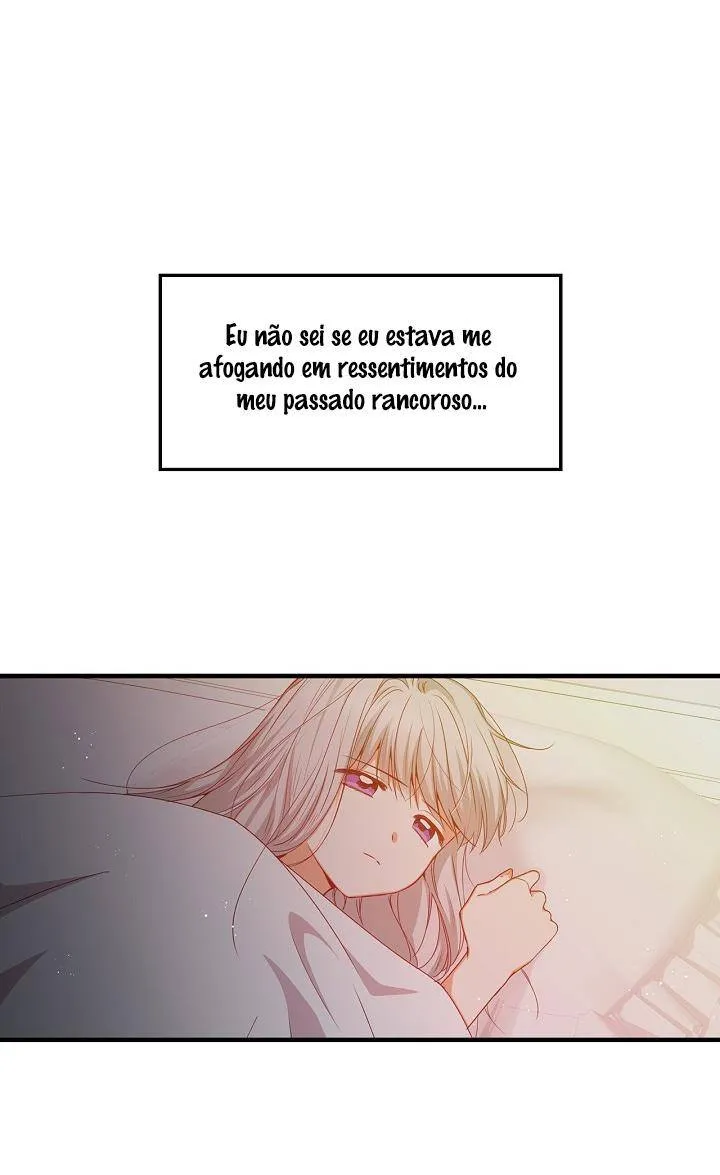 Eu não sei se eu estava me
afogando em ressentimentos do
meu passado rancoroso...